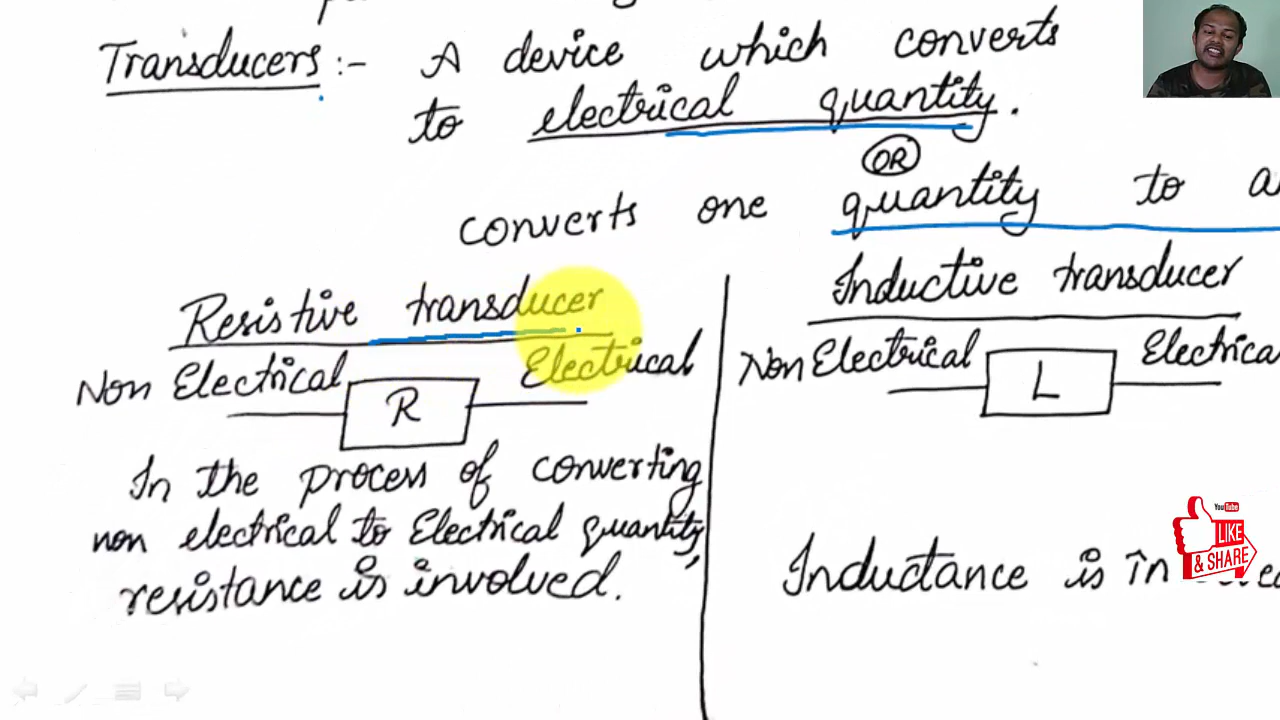 Transducers :- A device which converts
to electrical quantity.
OR
converts one quantity to
Resistive transducer
Non Electrical R Electrical
In the process of converting
non electrical to Electrical quantity,
resistance is involved.
Inductive transducer
Non Electrical L Electrica
Inductance is in
YouTube
LIKE
& SHARE